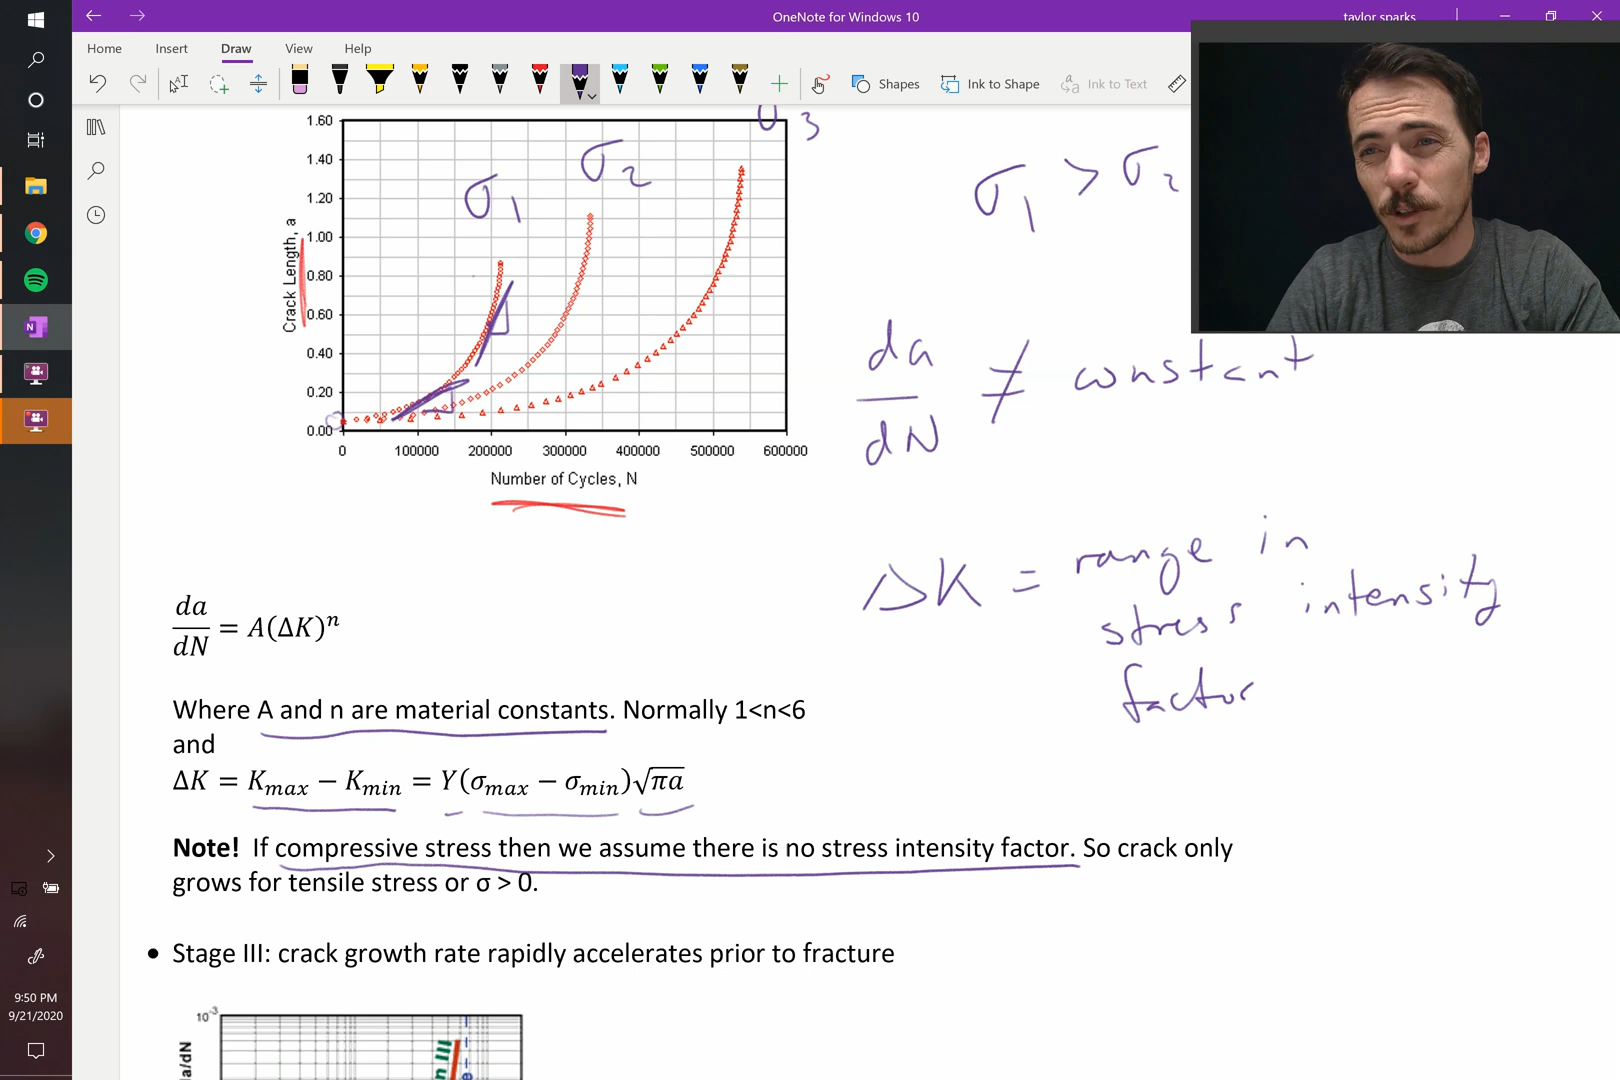 OneNote for Windows 10
taylor sparks
Home Insert Draw View Help
Shapes Ink to Shape Ink to Text
1.60
1.40
1.20
1.00
0.80
0.60
0.40
0.20
0.00
Crack Length, a
0 100000 200000 300000 400000 500000 600000
Number of Cycles, N
σ1
σ2
σ3
σ1 > σ2
da
dN ≠ constant
ΔK = range in
stress intensity
factor
da/dN = A(ΔK)^n
Where A and n are material constants. Normally 1<n<6
and
ΔK = Kmax − Kmin = Y(σmax − σmin)√πa
Note! If compressive stress then we assume there is no stress intensity factor. So crack only
grows for tensile stress or σ > 0.
• Stage III: crack growth rate rapidly accelerates prior to fracture
10^-3
da/dN
n III
e
9:50 PM
9/21/2020